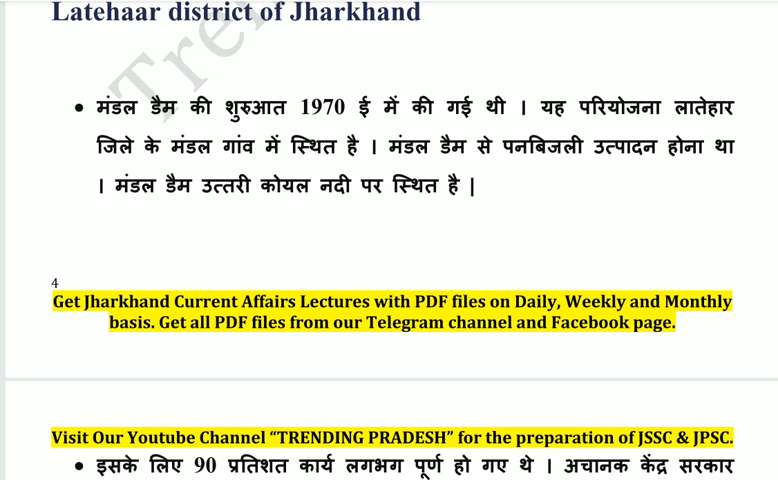 Latehaar district of Jharkhand
Tre
• मंडल डैम की शुरुआत 1970 ई में की गई थी । यह परियोजना लातेहार
जिले के मंडल गांव में स्थित है । मंडल डैम से पनबिजली उत्पादन होना था
। मंडल डैम उत्तरी कोयल नदी पर स्थित है |
4
Get Jharkhand Current Affairs Lectures with PDF files on Daily, Weekly and Monthly
basis. Get all PDF files from our Telegram channel and Facebook page.
Visit Our Youtube Channel “TRENDING PRADESH” for the preparation of JSSC & JPSC.
• इसके लिए 90 प्रतिशत कार्य लगभग पूर्ण हो गए थे । अचानक केंद्र सरकार